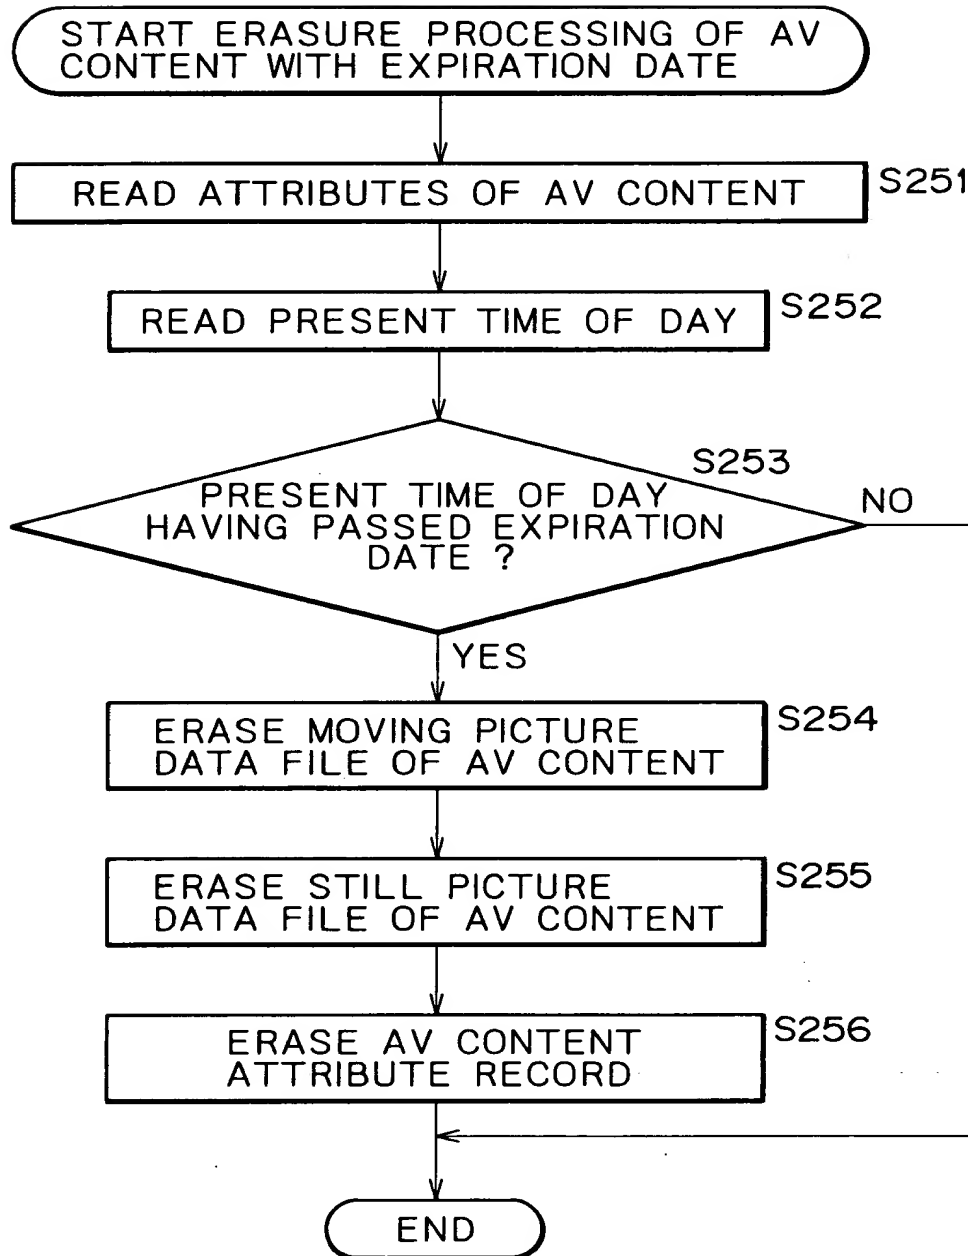 START ERASURE PROCESSING OF AV
CONTENT WITH EXPIRATION DATE
READ ATTRIBUTES OF AV CONTENT
S251
READ PRESENT TIME OF DAY
S252
S253
PRESENT TIME OF DAY
HAVING PASSED EXPIRATION
DATE ?
NO
YES
ERASE MOVING PICTURE
DATA FILE OF AV CONTENT
S254
ERASE STILL PICTURE
DATA FILE OF AV CONTENT
S255
ERASE AV CONTENT
ATTRIBUTE RECORD
S256
END